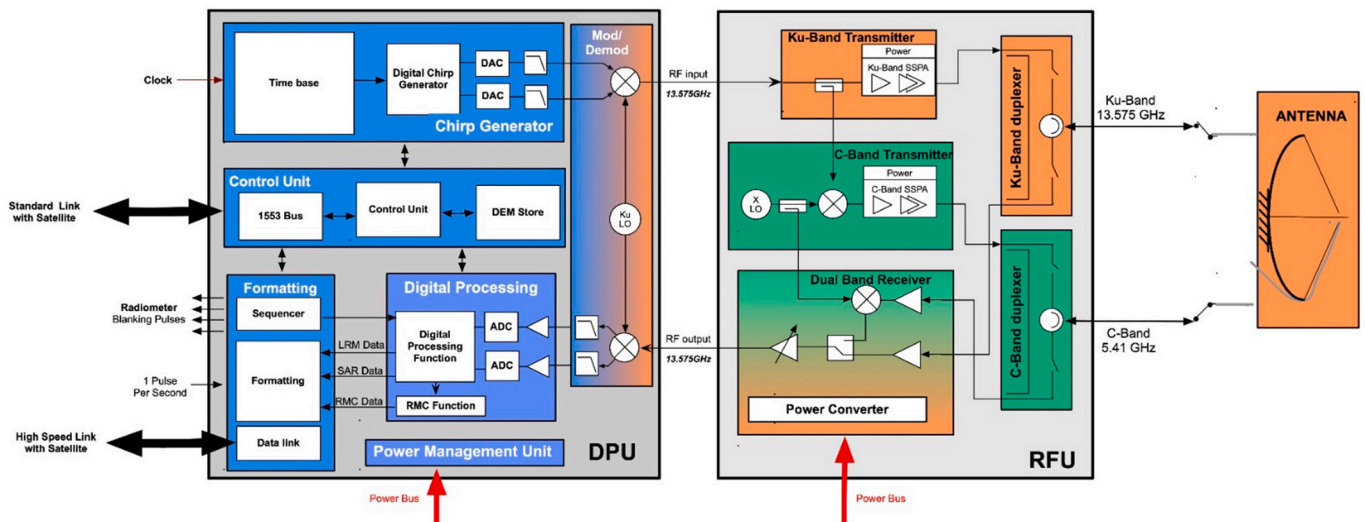 Clock
Time base
Digital Chirp
Generator
DAC
DAC
Chirp Generator
Mod/
Demod
Ku
LO
RF input
13.575GHz
Control Unit
1553 Bus
Control Unit
DEM Store
Standard Link
with Satellite
Formatting
Sequencer
Formatting
Data link
Radiometer
Blanking Pulses
1 Pulse
Per Second
High Speed Link
with Satellite
LRM Data
SAR Data
RMC Data
Digital Processing
Digital
Processing
Function
ADC
ADC
RMC Function
Power Management Unit
DPU
Power Bus
RF output
13.575GHz
Ku-Band Transmitter
Power
Ku-Band SSPA
C-Band Transmitter
Power
C-Band SSPA
X
LO
Dual Band Receiver
Power Converter
Power Bus
RFU
Ku-Band duplexer
C-Band duplexer
Ku-Band
13.575 GHz
C-Band
5.41 GHz
ANTENNA